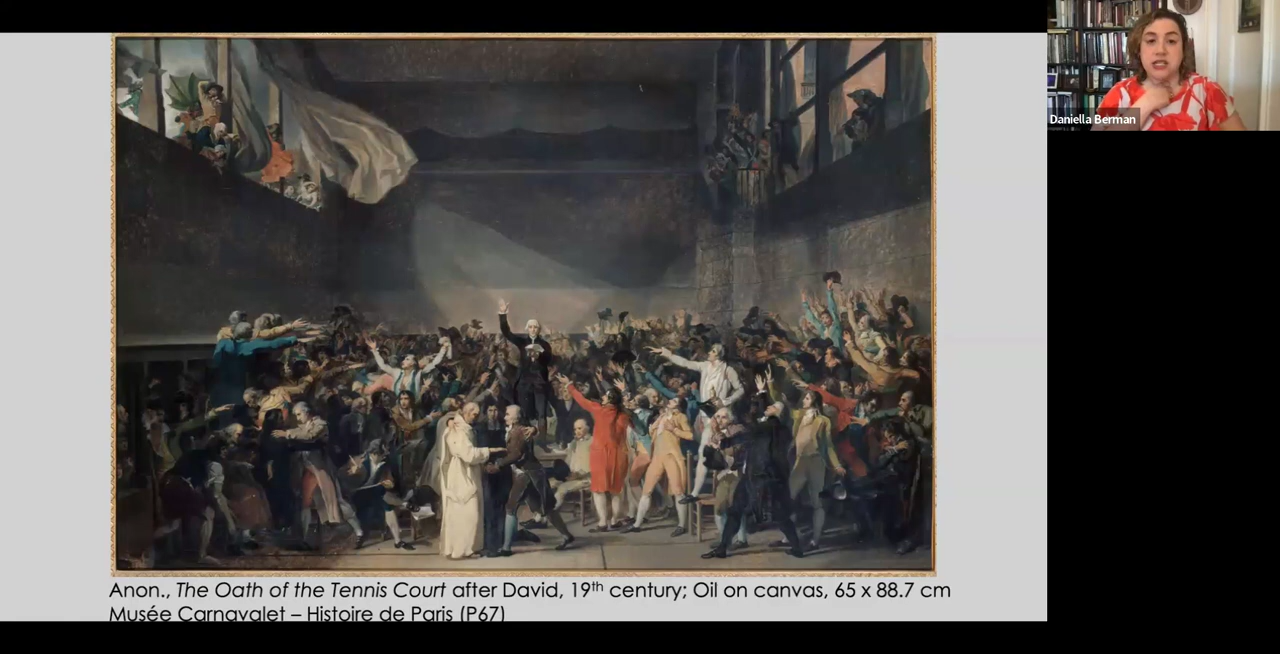 Daniella Berman
Anon., The Oath of the Tennis Court after David, 19th century; Oil on canvas, 65 x 88.7 cm
Musée Carnavalet – Histoire de Paris (P67)